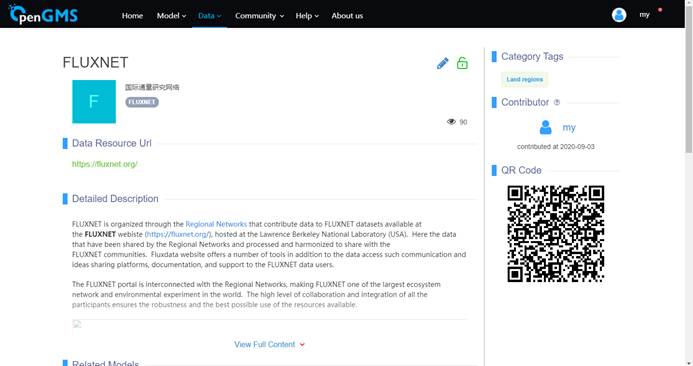 OpenGMS Home Model Data Community Help About us my
FLUXNET
F
国际通量研究网络
FLUXNET
90
Data Resource Url
https://fluxnet.org/
Detailed Description
FLUXNET is organized through the Regional Networks that contribute data to FLUXNET datasets available at
the FLUXNET webiste (https://fluxnet.org/), hosted at the Lawrence Berkeley National Laboratory (USA). Here the data
that have been shared by the Regional Networks and processed and harmonized to share with the
FLUXNET communities. Fluxdata website offers a number of tools in addition to the data access such communication and
ideas sharing platforms, documentation, and support to the FLUXNET data users.
The FLUXNET portal is interconnected with the Regional Networks, making FLUXNET one of the largest ecosystem
network and environmental experiment in the world. The high level of collaboration and integration of all the
participants ensures the robustness and the best possible use of the resources available.
View Full Content
Related Models
Category Tags
Land regions
Contributor
my
contributed at 2020-09-03
QR Code